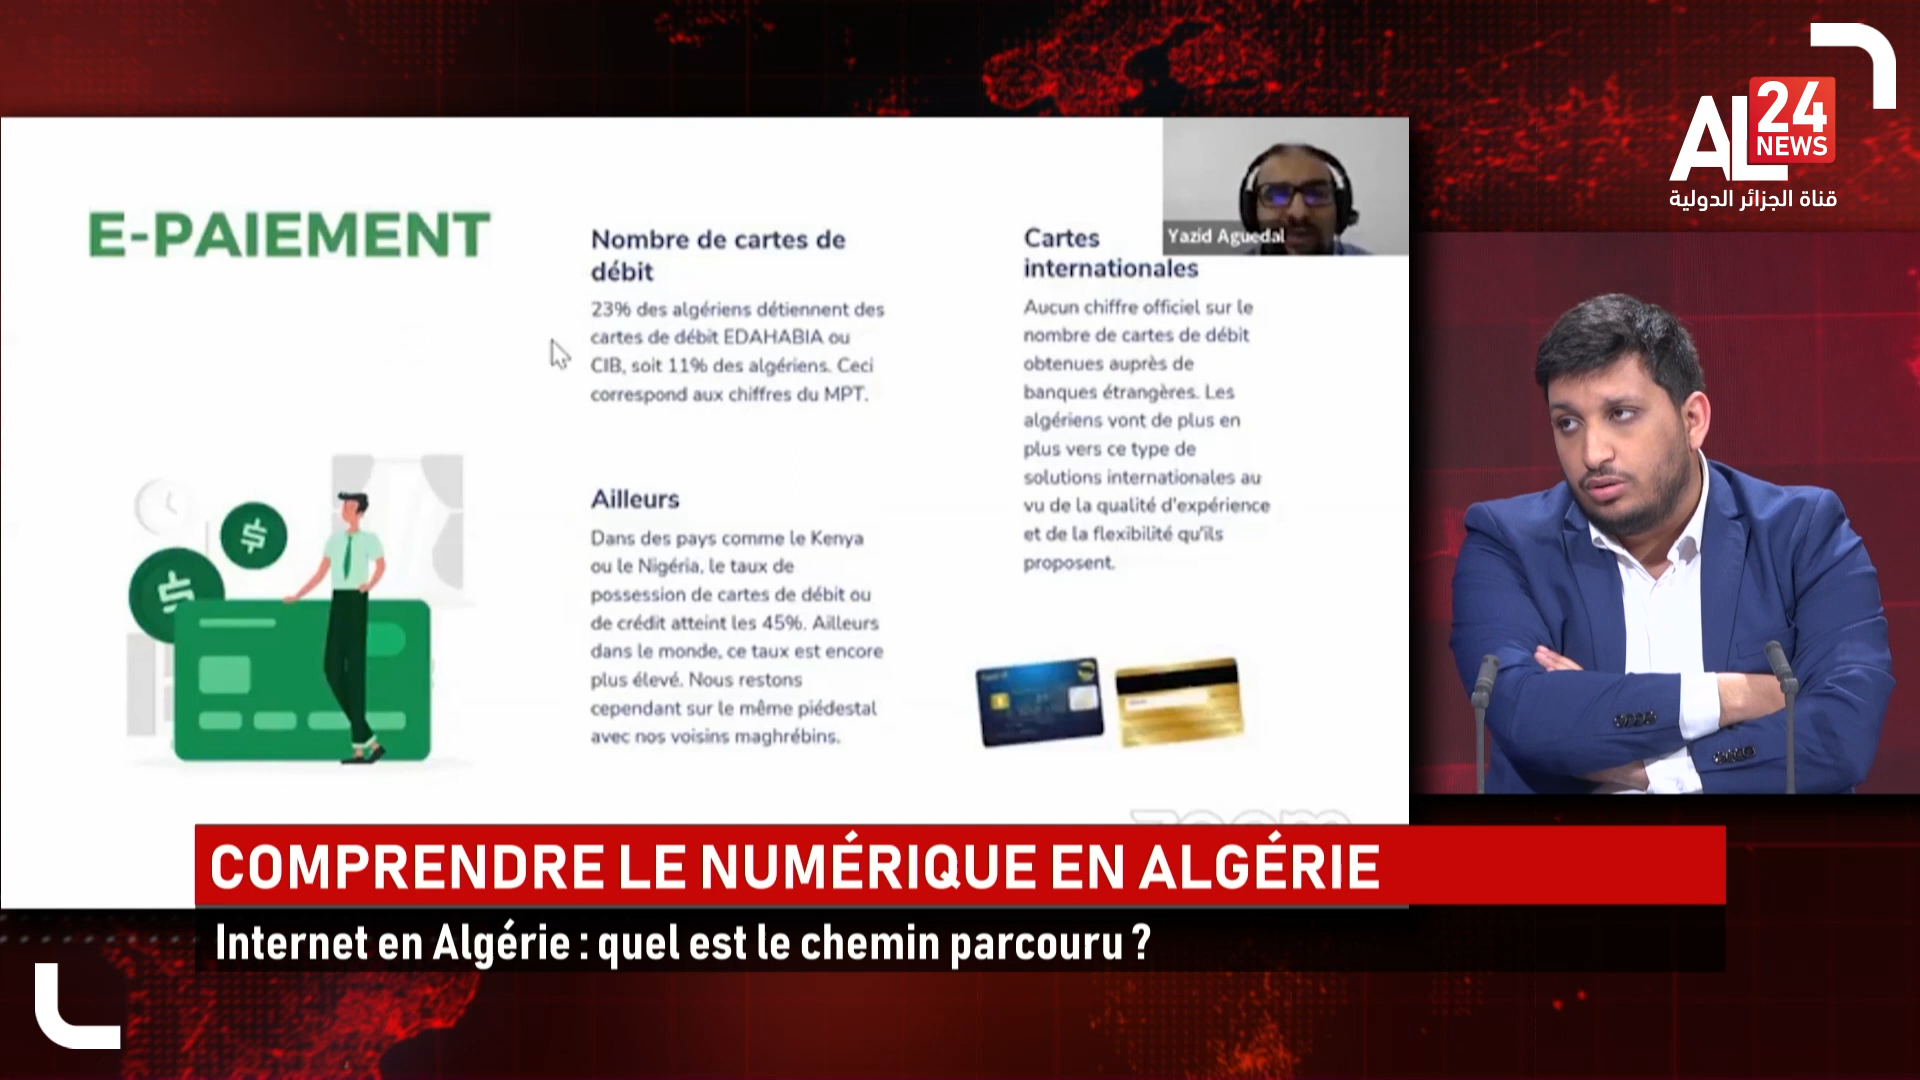 AL
24
NEWS
قناة الجزائر الدولية
Yazid Aguedal
E-PAIEMENT
Nombre de cartes de
débit
23% des algériens détiennent des
cartes de débit EDAHABIA ou
CIB, soit 11% des algériens. Ceci
correspond aux chiffres du MPT.
Ailleurs
Dans des pays comme le Kenya
ou le Nigéria, le taux de
possession de cartes de débit ou
de crédit atteint les 45%. Ailleurs
dans le monde, ce taux est encore
plus élevé. Nous restons
cependant sur le même piédestal
avec nos voisins maghrébins.
Cartes
internationales
Aucun chiffre officiel sur le
nombre de cartes de débit
obtenues auprès de
banques étrangères. Les
algériens vont de plus en
plus vers ce type de
solutions internationales au
vu de la qualité d'expérience
et de la flexibilité qu'ils
proposent.
zoom
COMPRENDRE LE NUMÉRIQUE EN ALGÉRIE
Internet en Algérie : quel est le chemin parcouru ?